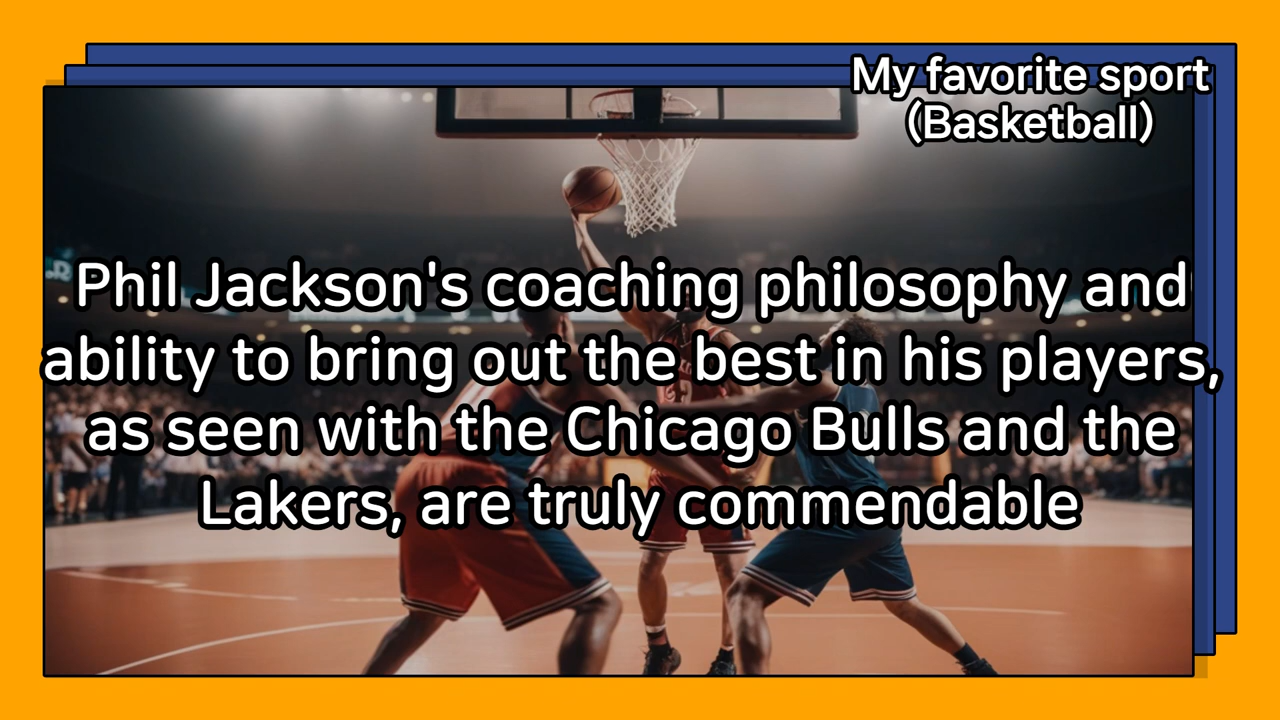 My favorite sport
(Basketball)
Phil Jackson's coaching philosophy and
ability to bring out the best in his players,
as seen with the Chicago Bulls and the
Lakers, are truly commendable